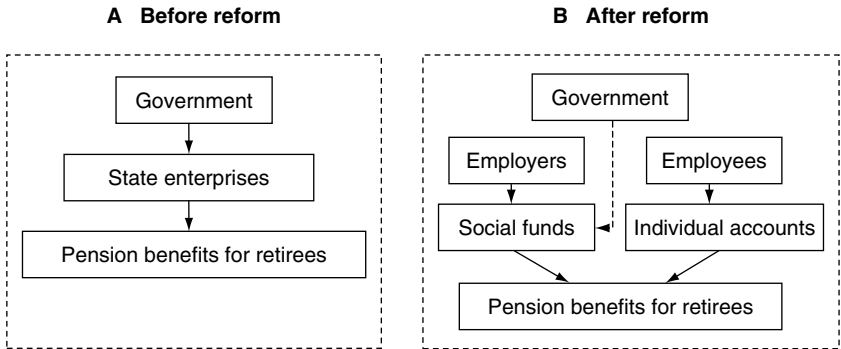 A Before reform
Government
State enterprises
Pension benefits for retirees
B After reform
Government
Employers
Employees
Social funds
Individual accounts
Pension benefits for retirees